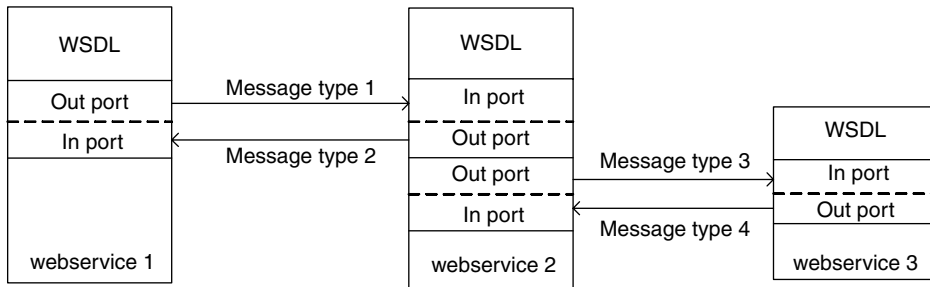 WSDL
Out port
In port
webservice 1
Message type 1
Message type 2
WSDL
In port
Out port
Out port
In port
webservice 2
Message type 3
Message type 4
WSDL
In port
Out port
webservice 3